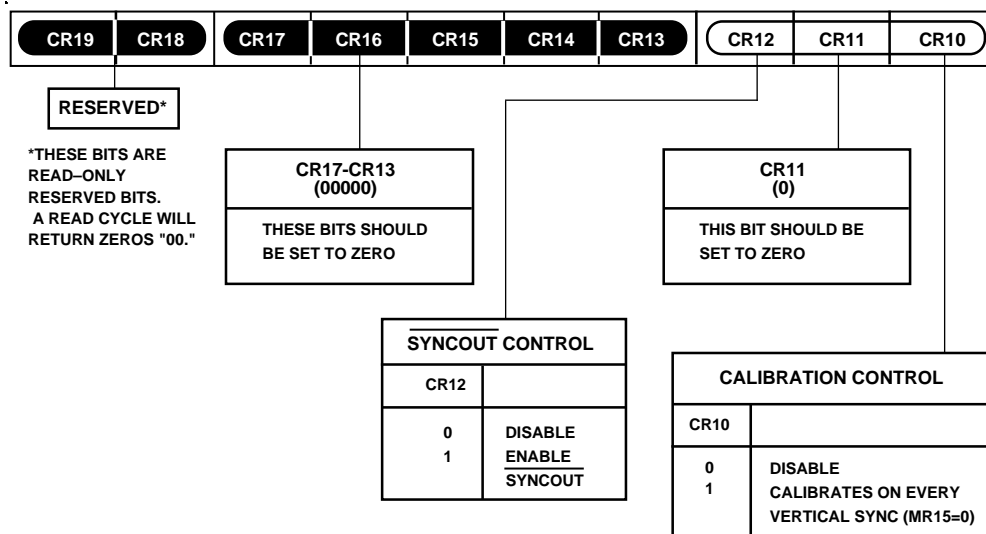 CR19 CR18 CR17 CR16 CR15 CR14 CR13 CR12 CR11 CR10
RESERVED*
*THESE BITS ARE
READ–ONLY
RESERVED BITS.
A READ CYCLE WILL
RETURN ZEROS "00."
CR17-CR13
(00000)
THESE BITS SHOULD
BE SET TO ZERO
CR11
(0)
THIS BIT SHOULD BE
SET TO ZERO
SYNCOUT CONTROL
CR12
0 DISABLE
1 ENABLE
SYNCOUT
CALIBRATION CONTROL
CR10
0 DISABLE
1 CALIBRATES ON EVERY
VERTICAL SYNC (MR15=0)